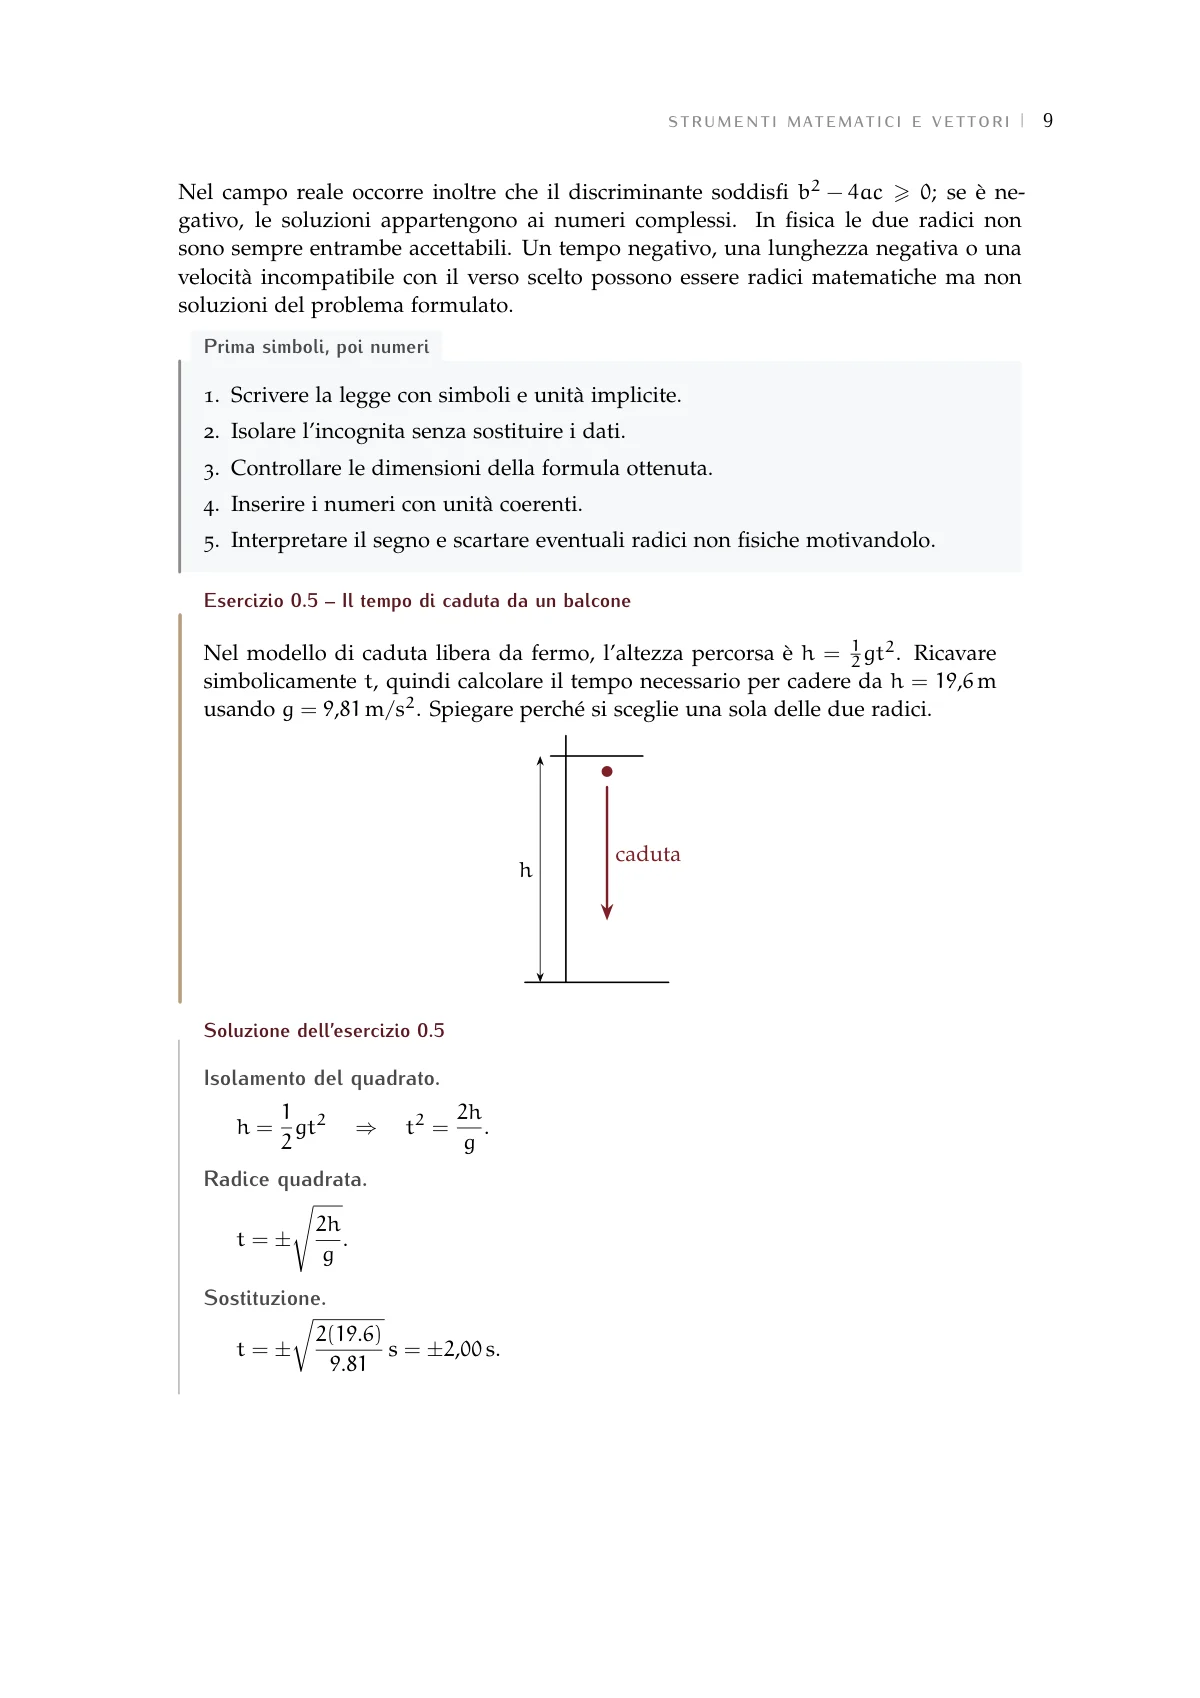 STRUMENTI MATEMATICI E VETTORI | 9
Nel campo reale occorre inoltre che il discriminante soddisfi b² − 4ac ⩾ 0; se è ne-
gativo, le soluzioni appartengono ai numeri complessi. In fisica le due radici non
sono sempre entrambe accettabili. Un tempo negativo, una lunghezza negativa o una
velocità incompatibile con il verso scelto possono essere radici matematiche ma non
soluzioni del problema formulato.
Prima simboli, poi numeri
1. Scrivere la legge con simboli e unità implicite.
2. Isolare l'incognita senza sostituire i dati.
3. Controllare le dimensioni della formula ottenuta.
4. Inserire i numeri con unità coerenti.
5. Interpretare il segno e scartare eventuali radici non fisiche motivandolo.
Esercizio 0.5 – Il tempo di caduta da un balcone
Nel modello di caduta libera da fermo, l'altezza percorsa è h = ½gt². Ricavare
simbolicamente t, quindi calcolare il tempo necessario per cadere da h = 19,6 m
usando g = 9,81 m/s². Spiegare perché si sceglie una sola delle due radici.
caduta
h
Soluzione dell'esercizio 0.5
Isolamento del quadrato.
h = 1/2 gt² ⇒ t² = 2h/g.
Radice quadrata.
t = ±√(2h/g).
Sostituzione.
t = ±√(2(19.6)/9.81) s = ±2,00 s.